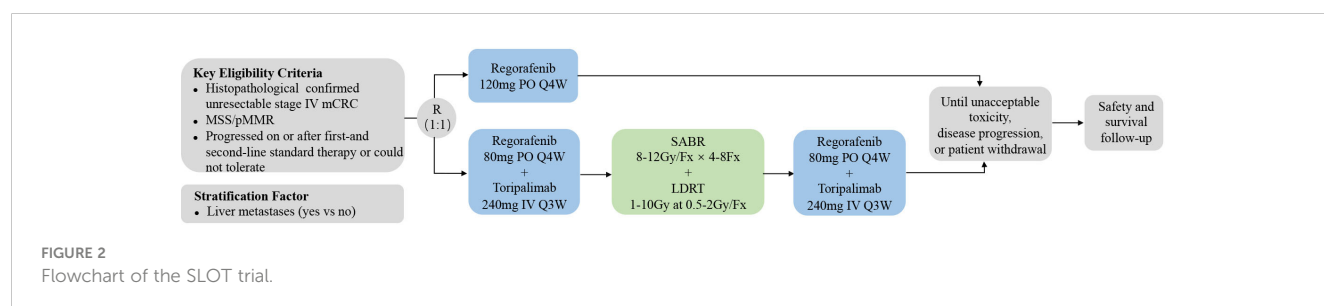 Key Eligibility Criteria
• Histopathological confirmed
unresectable stage IV mCRC
• MSS/pMMR
• Progressed on or after first-and
second-line standard therapy or could
not tolerate
Stratification Factor
• Liver metastases (yes vs no)
R
(1:1)
Regorafenib
120mg PO Q4W
Regorafenib
80mg PO Q4W
+
Toripalimab
240mg IV Q3W
SABR
8-12Gy/Fx × 4-8Fx
+
LDRT
1-10Gy at 0.5-2Gy/Fx
Regorafenib
80mg PO Q4W
+
Toripalimab
240mg IV Q3W
Until unacceptable
toxicity,
disease progression,
or patient withdrawal
Safety and
survival
follow-up
FIGURE 2
Flowchart of the SLOT trial.